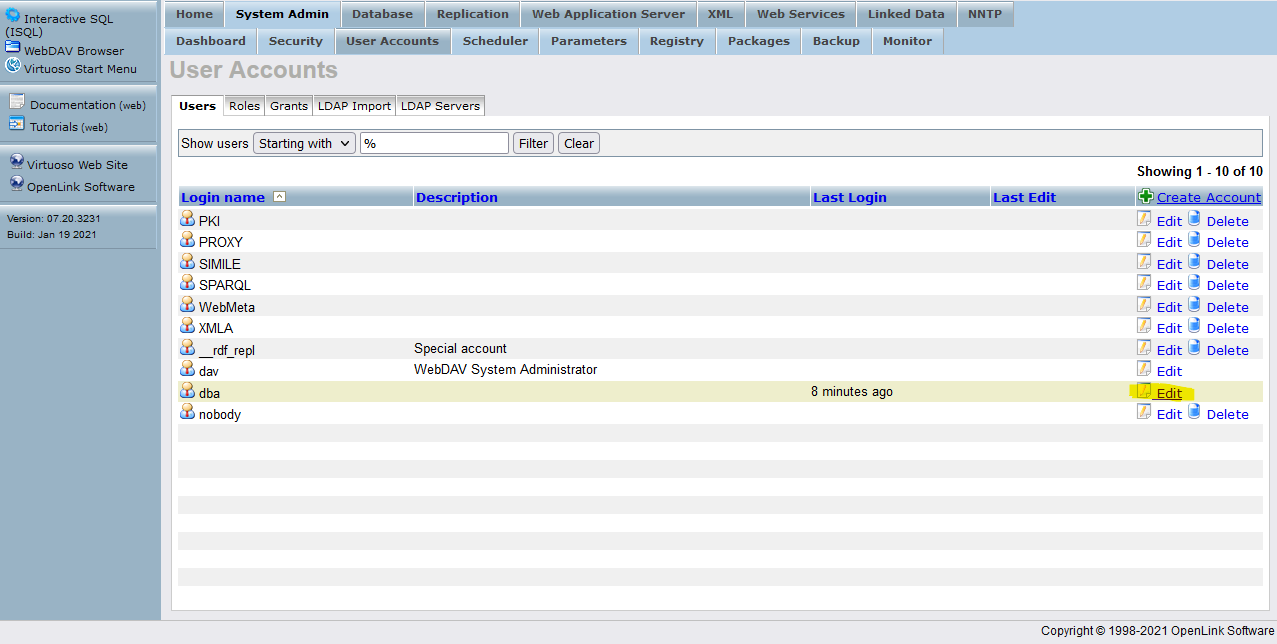 Interactive SQL
(ISQL)
WebDAV Browser
Virtuoso Start Menu
Documentation (web)
Tutorials (web)
Virtuoso Web Site
OpenLink Software
Version: 07.20.3231
Build: Jan 19 2021
Home System Admin Database Replication Web Application Server XML Web Services Linked Data NNTP
Dashboard Security User Accounts Scheduler Parameters Registry Packages Backup Monitor
User Accounts
Users Roles Grants LDAP Import LDAP Servers
Show users Starting with % Filter Clear
Showing 1 - 10 of 10
Login name Description Last Login Last Edit Create Account
PKI Edit Delete
PROXY Edit Delete
SIMILE Edit Delete
SPARQL Edit Delete
WebMeta Edit Delete
XMLA Edit Delete
__rdf_repl Special account Edit Delete
dav WebDAV System Administrator Edit
dba 8 minutes ago Edit
nobody Edit Delete
Copyright © 1998-2021 OpenLink Software